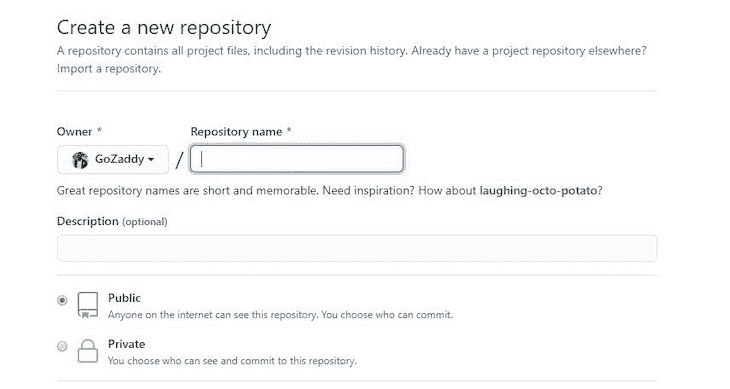 Create a new repository
A repository contains all project files, including the revision history. Already have a project repository elsewhere?
Import a repository.
Owner * Repository name *
GoZaddy /
Great repository names are short and memorable. Need inspiration? How about laughing-octo-potato?
Description (optional)
Public
Anyone on the internet can see this repository. You choose who can commit.
Private
You choose who can see and commit to this repository.